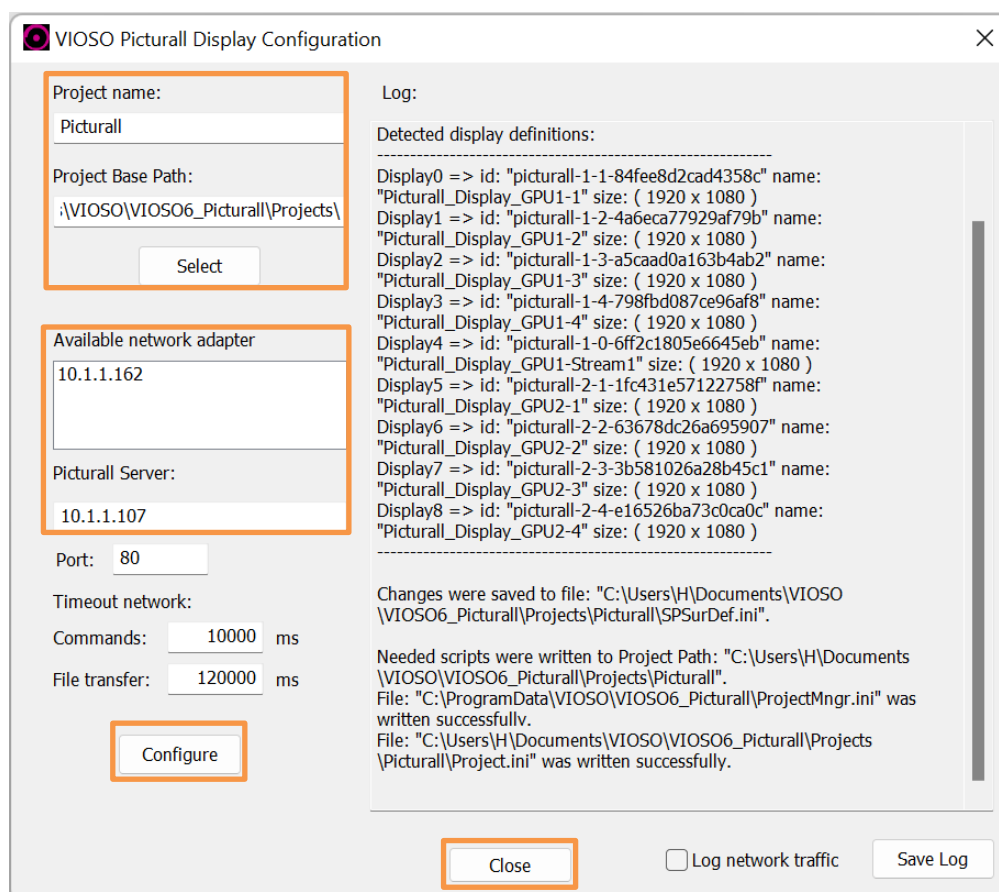 VIOSO Picturall Display Configuration
Project name:
Picturall
Project Base Path:
;\VIOSO\VIOSO6_Picturall\Projects\
Select
Available network adapter
10.1.1.162
Picturall Server:
10.1.1.107
Port: 80
Timeout network:
Commands: 10000 ms
File transfer: 120000 ms
Configure
Log:
Detected display definitions:
------------------------------------------------------------
Display0 => id: "picturall-1-1-84fee8d2cad4358c" name:
"Picturall_Display_GPU1-1" size: ( 1920 x 1080 )
Display1 => id: "picturall-1-2-4a6eca77929af79b" name:
"Picturall_Display_GPU1-2" size: ( 1920 x 1080 )
Display2 => id: "picturall-1-3-a5caad0a163b4ab2" name:
"Picturall_Display_GPU1-3" size: ( 1920 x 1080 )
Display3 => id: "picturall-1-4-798fbd087ce96af8" name:
"Picturall_Display_GPU1-4" size: ( 1920 x 1080 )
Display4 => id: "picturall-1-0-6ff2c1805e6645eb" name:
"Picturall_Display_GPU1-Stream1" size: ( 1920 x 1080 )
Display5 => id: "picturall-2-1-1fc431e57122758f" name:
"Picturall_Display_GPU2-1" size: ( 1920 x 1080 )
Display6 => id: "picturall-2-2-63678dc26a695907" name:
"Picturall_Display_GPU2-2" size: ( 1920 x 1080 )
Display7 => id: "picturall-2-3-3b581026a28b45c1" name:
"Picturall_Display_GPU2-3" size: ( 1920 x 1080 )
Display8 => id: "picturall-2-4-e16526ba73c0ca0c" name:
"Picturall_Display_GPU2-4" size: ( 1920 x 1080 )
------------------------------------------------------------
Changes were saved to file: "C:\Users\H\Documents\VIOSO
\VIOSO6_Picturall\Projects\Picturall\SPSurDef.ini".
Needed scripts were written to Project Path: "C:\Users\H\Documents
\VIOSO\VIOSO6_Picturall\Projects\Picturall".
File: "C:\ProgramData\VIOSO\VIOSO6_Picturall\ProjectMngr.ini" was
written successfully.
File: "C:\Users\H\Documents\VIOSO\VIOSO6_Picturall\Projects
\Picturall\Project.ini" was written successfully.
Close
Log network traffic
Save Log